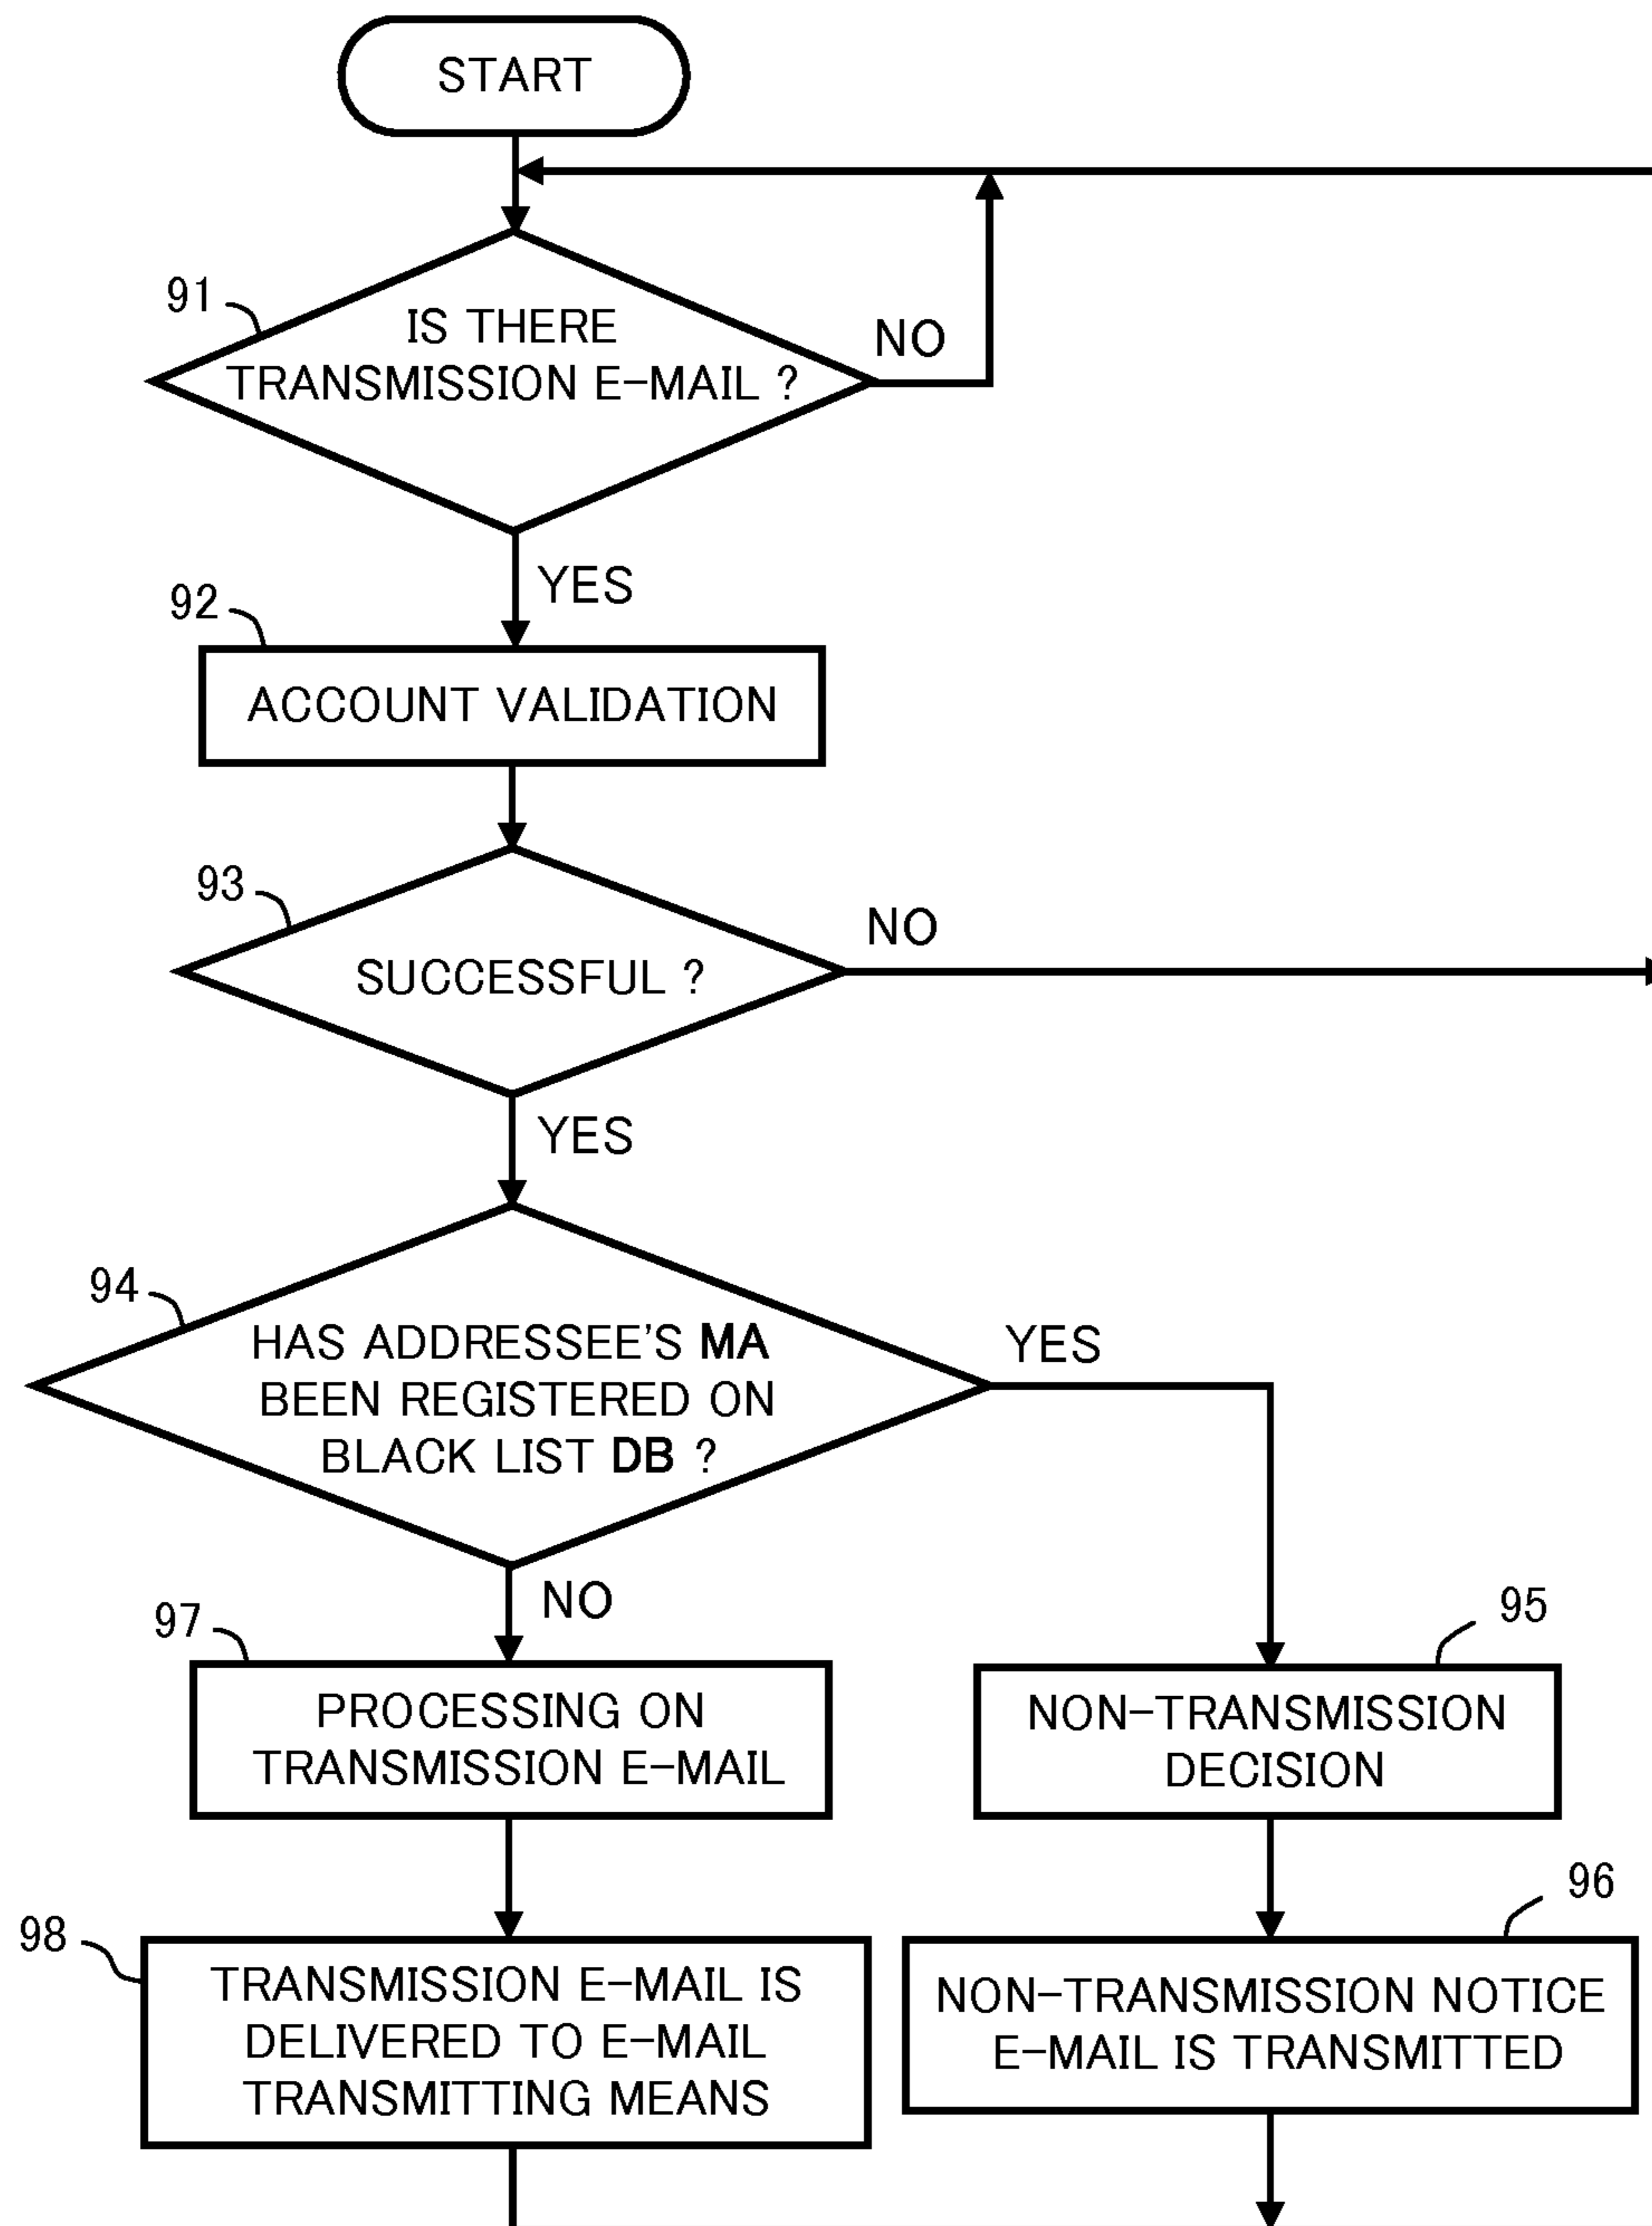 START
91
IS THERE
TRANSMISSION E-MAIL ?
NO
YES
92
ACCOUNT VALIDATION
93
SUCCESSFUL ?
NO
YES
94
HAS ADDRESSEE'S MA
BEEN REGISTERED ON
BLACK LIST DB ?
YES
NO
97
PROCESSING ON
TRANSMISSION E-MAIL
95
NON-TRANSMISSION
DECISION
98
TRANSMISSION E-MAIL IS
DELIVERED TO E-MAIL
TRANSMITTING MEANS
96
NON-TRANSMISSION NOTICE
E-MAIL IS TRANSMITTED